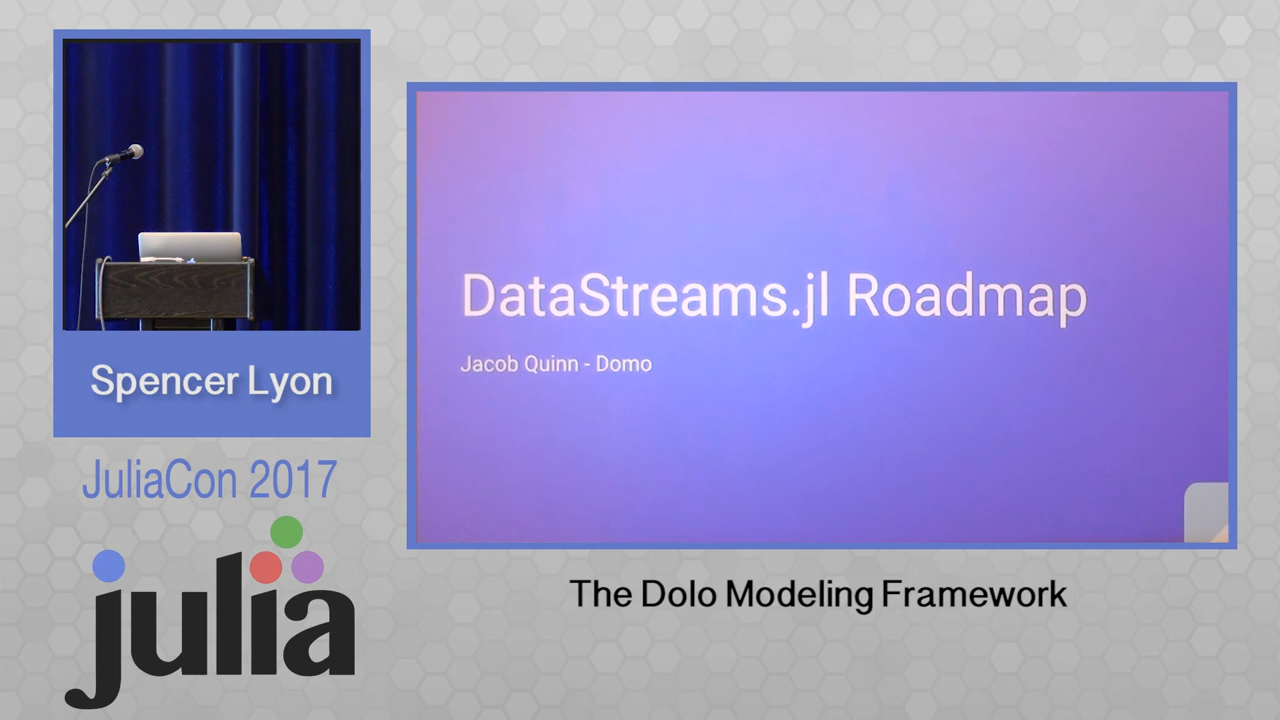 Spencer Lyon
JuliaCon 2017
julia
DataStreams.jl Roadmap
Jacob Quinn - Domo
The Dolo Modeling Framework